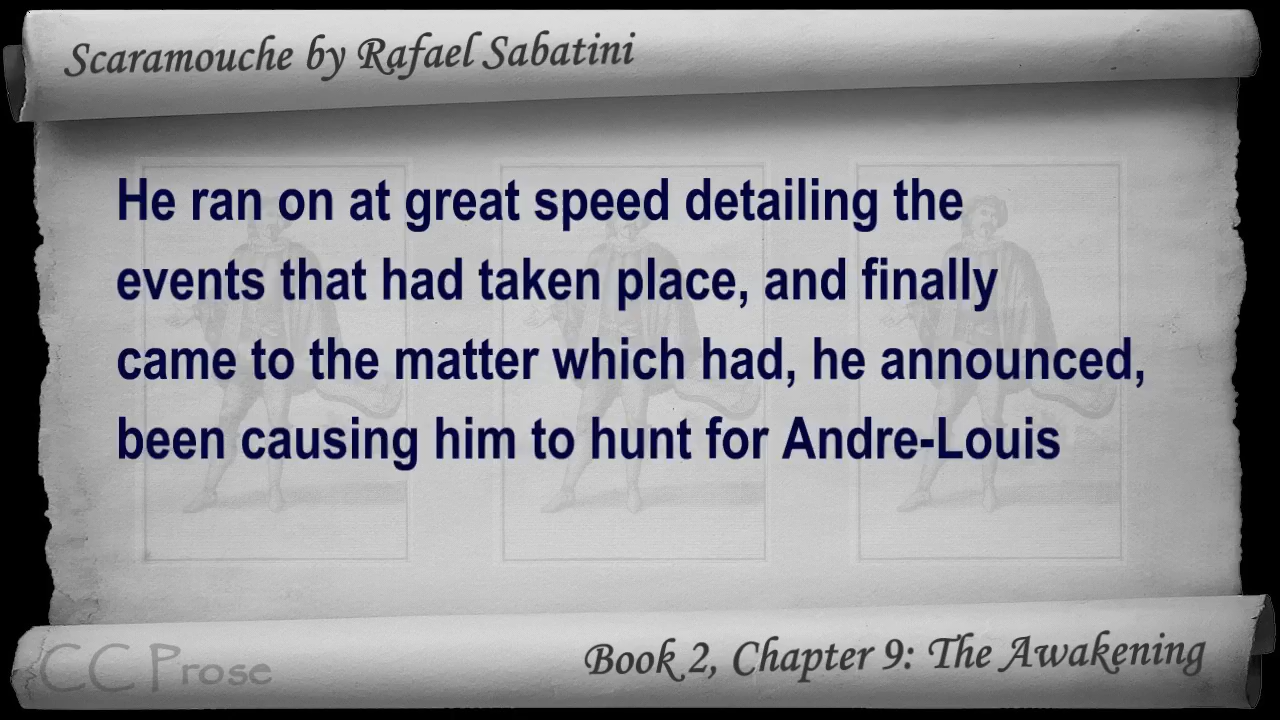 Scaramouche by Rafael Sabatini
He ran on at great speed detailing the
events that had taken place, and finally
came to the matter which had, he announced,
been causing him to hunt for Andre-Louis
CC Prose
Book 2, Chapter 9: The Awakening